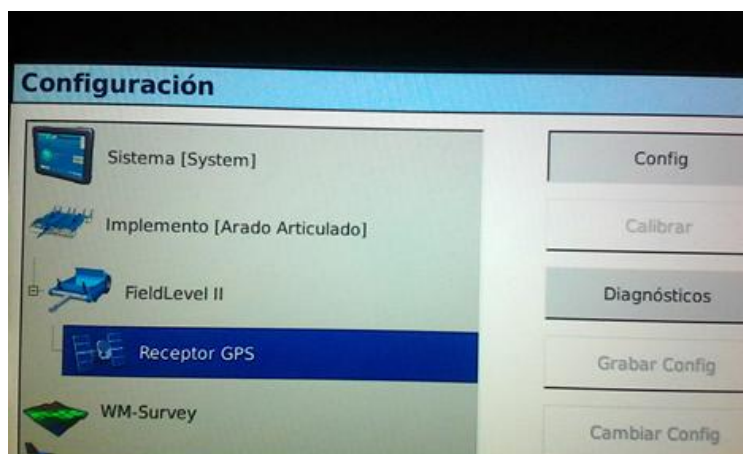 Configuración
Sistema [System]
Config
Implemento [Arado Articulado]
Calibrar
FieldLevel II
Diagnósticos
Receptor GPS
Grabar Config
WM-Survey
Cambiar Config